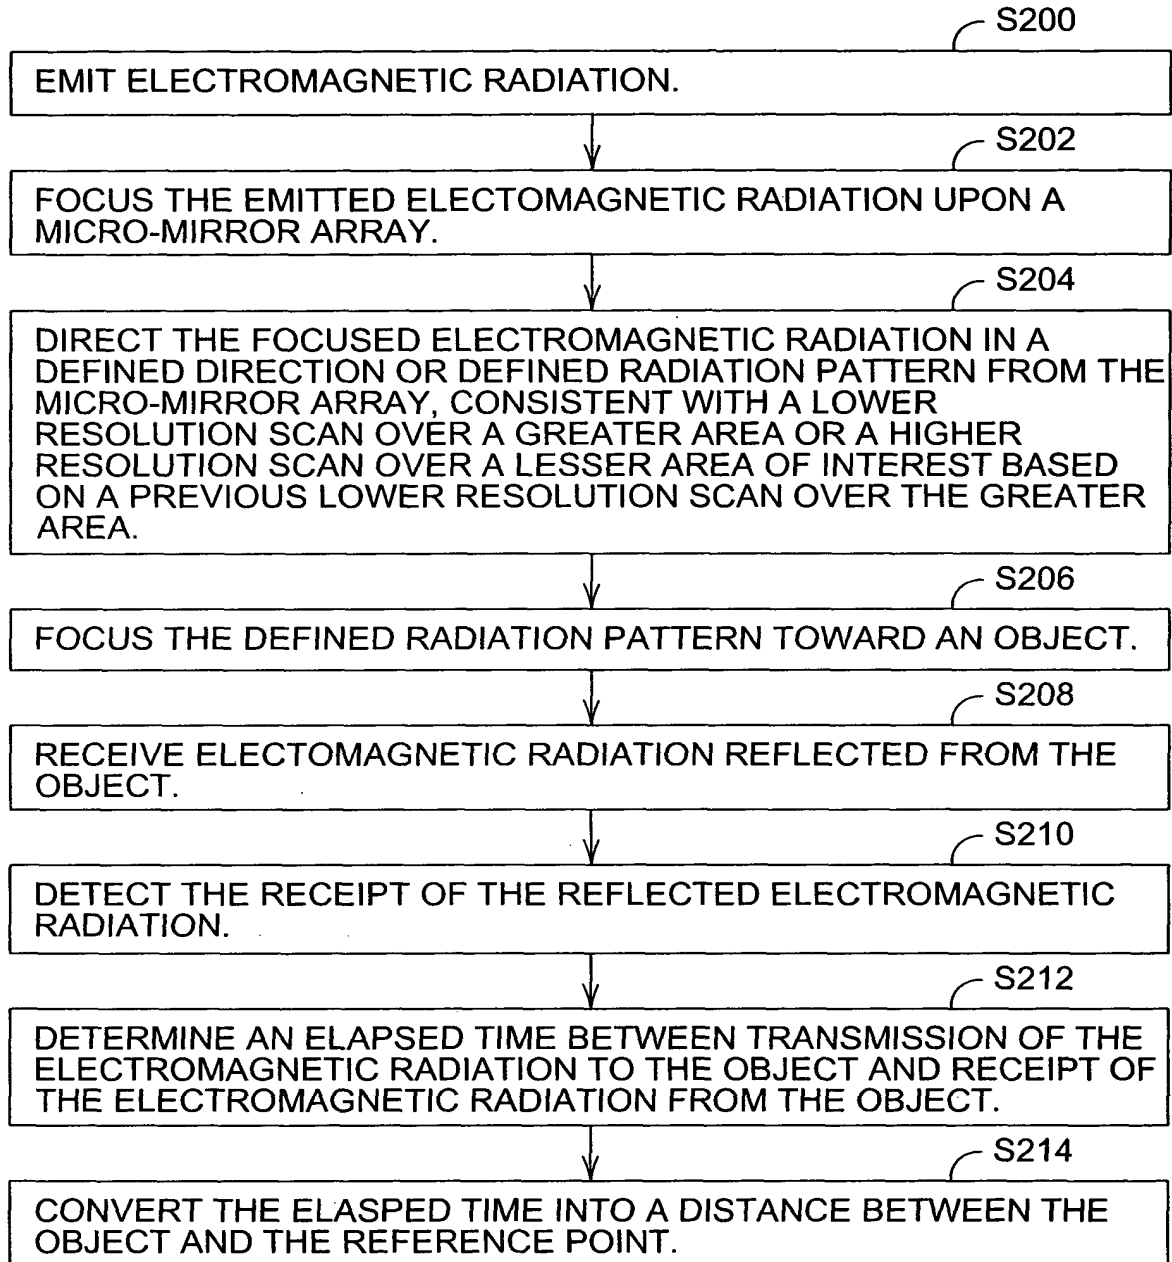 S200
EMIT ELECTROMAGNETIC RADIATION.
S202
FOCUS THE EMITTED ELECTOMAGNETIC RADIATION UPON A
MICRO-MIRROR ARRAY.
S204
DIRECT THE FOCUSED ELECTROMAGNETIC RADIATION IN A
DEFINED DIRECTION OR DEFINED RADIATION PATTERN FROM THE
MICRO-MIRROR ARRAY, CONSISTENT WITH A LOWER
RESOLUTION SCAN OVER A GREATER AREA OR A HIGHER
RESOLUTION SCAN OVER A LESSER AREA OF INTEREST BASED
ON A PREVIOUS LOWER RESOLUTION SCAN OVER THE GREATER
AREA.
S206
FOCUS THE DEFINED RADIATION PATTERN TOWARD AN OBJECT.
S208
RECEIVE ELECTOMAGNETIC RADIATION REFLECTED FROM THE
OBJECT.
S210
DETECT THE RECEIPT OF THE REFLECTED ELECTROMAGNETIC
RADIATION.
S212
DETERMINE AN ELAPSED TIME BETWEEN TRANSMISSION OF THE
ELECTROMAGNETIC RADIATION TO THE OBJECT AND RECEIPT OF
THE ELECTROMAGNETIC RADIATION FROM THE OBJECT.
S214
CONVERT THE ELASPED TIME INTO A DISTANCE BETWEEN THE
OBJECT AND THE REFERENCE POINT.